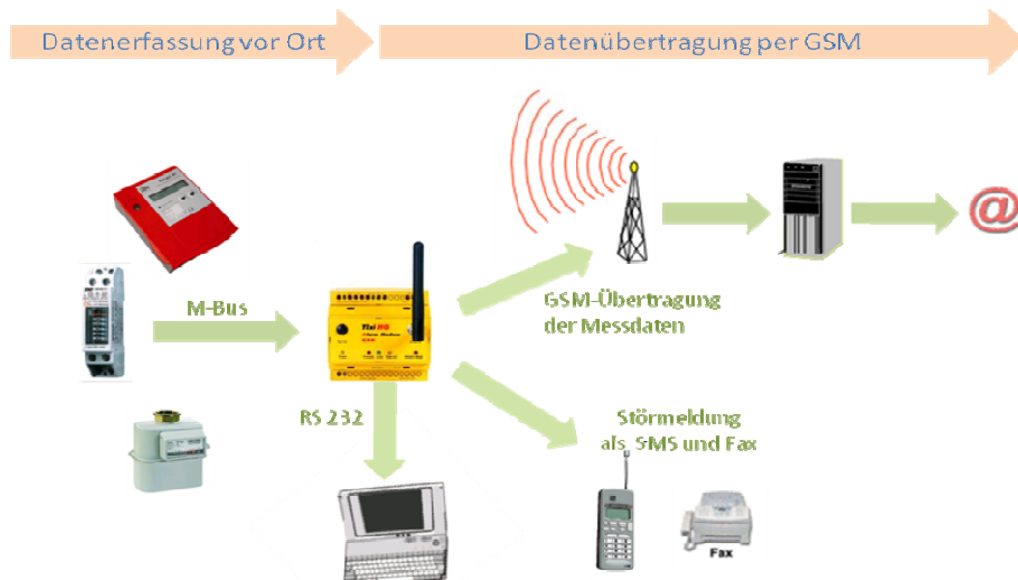 Datenerfassung vor Ort
Datenübertragung per GSM
M-Bus
GSM-Übertragung
der Messdaten
RS 232
Störmeldung
als SMS und Fax
Fax
@